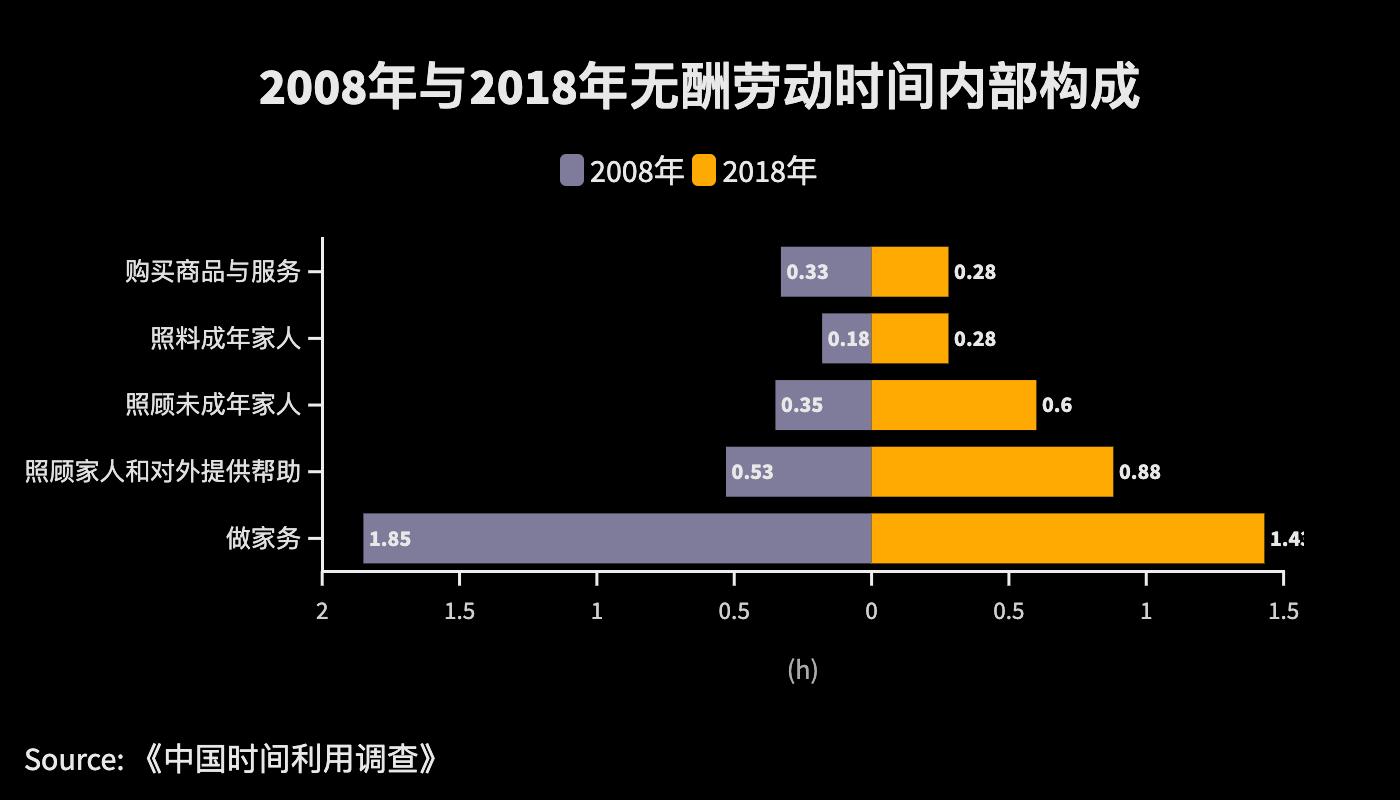 2008年与2018年无酬劳动时间内部构成
2008年 2018年
购买商品与服务 0.33 0.28
照料成年家人 0.18 0.28
照顾未成年家人 0.35 0.6
照顾家人和对外提供帮助 0.53 0.88
做家务 1.85 1.43
2 1.5 1 0.5 0 0.5 1 1.5
(h)
Source: 《中国时间利用调查》